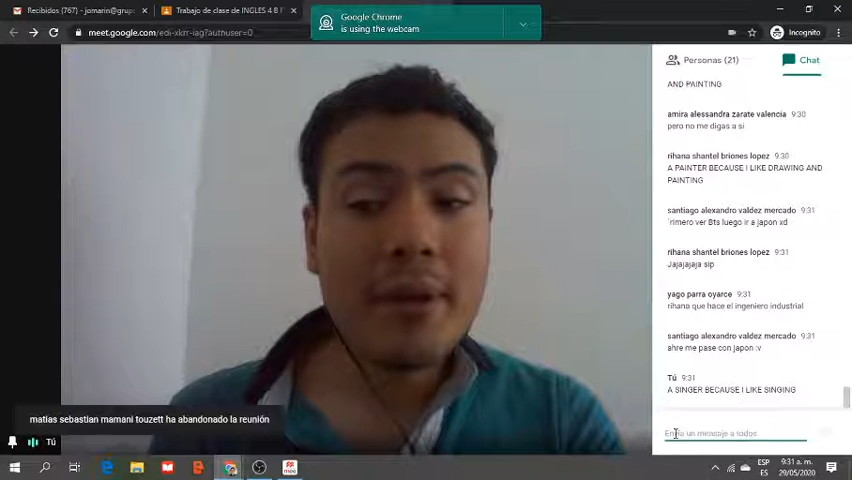 Recibidos (767) - jomarin@grup
Trabajo de clase de INGLES 4 B I
Google Chrome
is using the webcam
meet.google.com/edi-xkrr-iag?authuser=0
Incognito
Personas (21)
Chat
AND PAINTING
amira alessandra zarate valencia 9:30
pero no me digas a si
rihana shantel briones lopez 9:30
A PAINTER BECAUSE I LIKE DRAWING AND
PAINTING
santiago alexandro valdez mercado 9:31
´rimero ver Bts luego ir a japon xd
rihana shantel briones lopez 9:31
Jajajajaja sip
yago parra oyarce 9:31
rihana que hace el ingeniero industrial
santiago alexandro valdez mercado 9:31
ahre me pase con japon :v
Tú 9:31
A SINGER BECAUSE I LIKE SINGING
matias sebastian mamani touzett ha abandonado la reunión
Envía un mensaje a todos
Tú
ESP
ES
9:31 a. m.
29/05/2020